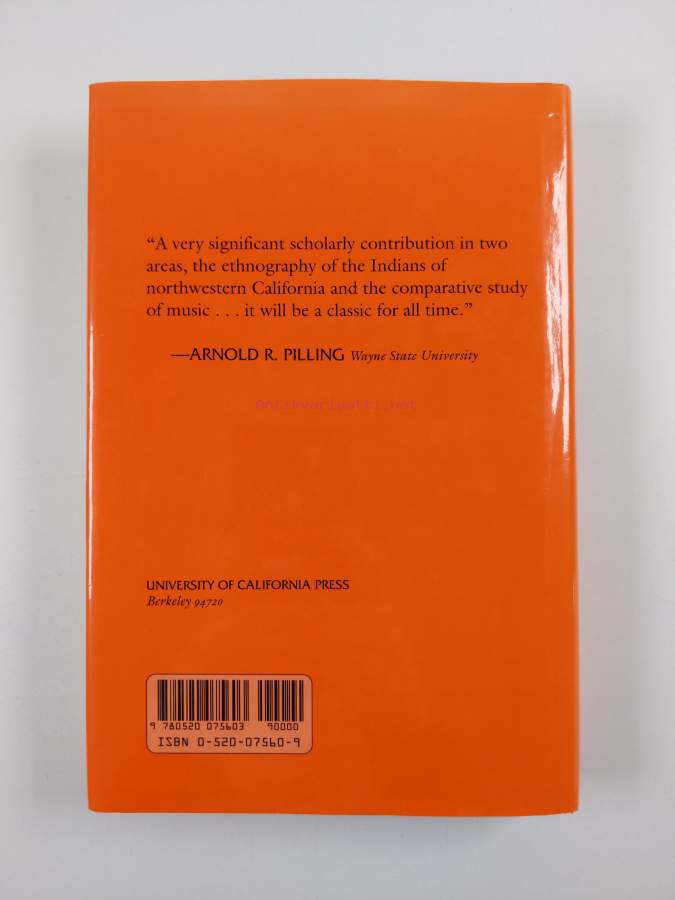 “A very significant scholarly contribution in two
areas, the ethnography of the Indians of
northwestern California and the comparative study
of music . . . it will be a classic for all time.”
—ARNOLD R. PILLING Wayne State University
UNIVERSITY OF CALIFORNIA PRESS
Berkeley 94720
9 780520 075603 90000
ISBN 0-520-07560-9